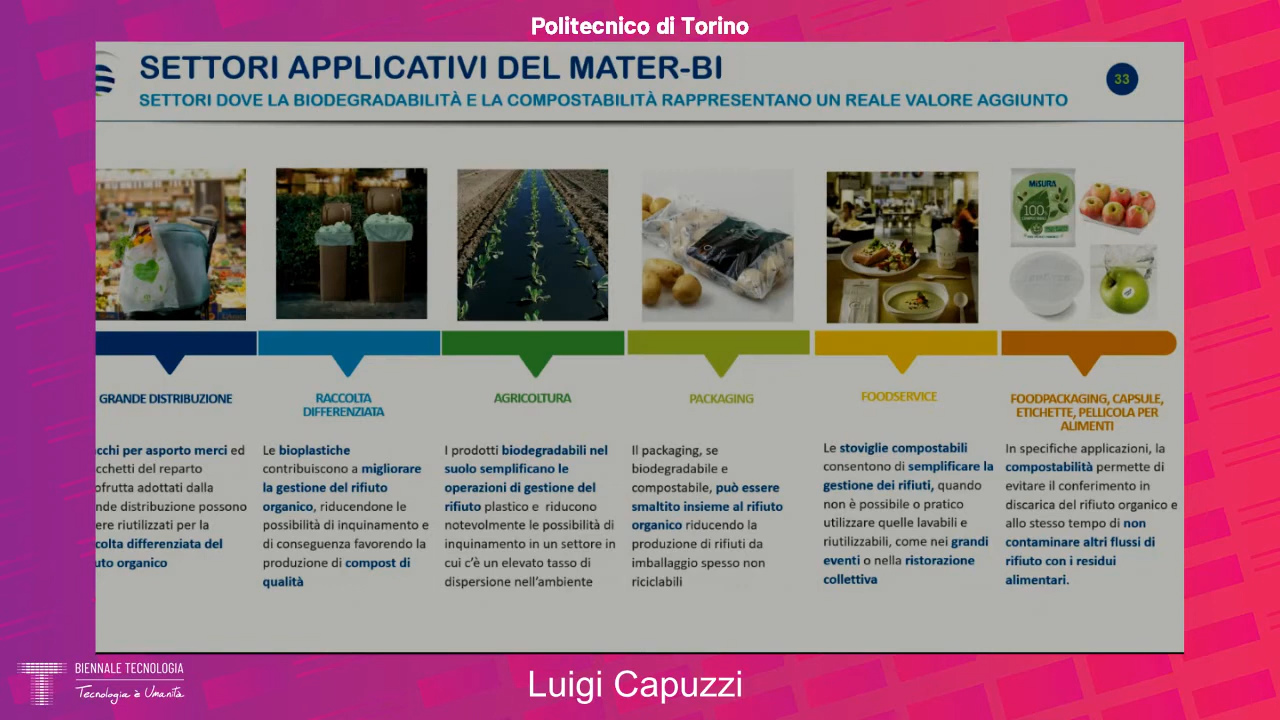 Politecnico di Torino
SETTORI APPLICATIVI DEL MATER-BI
33
SETTORI DOVE LA BIODEGRADABILITÀ E LA COMPOSTABILITÀ RAPPRESENTANO UN REALE VALORE AGGIUNTO
MISURA
100%
GRANDE DISTRIBUZIONE
cchi per asporto merci ed
cchetti del reparto
ofrutta adottati dalla
nde distribuzione possono
ere riutilizzati per la
colta differenziata del
uto organico
RACCOLTA
DIFFERENZIATA
Le bioplastiche
contribuiscono a migliorare
la gestione del rifiuto
organico, riducendone le
possibilità di inquinamento e
di conseguenza favorendo la
produzione di compost di
qualità
AGRICOLTURA
I prodotti biodegradabili nel
suolo semplificano le
operazioni di gestione del
rifiuto plastico e riducono
notevolmente le possibilità di
inquinamento in un settore in
cui c'è un elevato tasso di
dispersione nell'ambiente
PACKAGING
Il packaging, se
biodegradabile e
compostabile, può essere
smaltito insieme al rifiuto
organico riducendo la
produzione di rifiuti da
imballaggio spesso non
riciclabili
FOODSERVICE
Le stoviglie compostabili
consentono di semplificare la
gestione dei rifiuti, quando
non è possibile o pratico
utilizzare quelle lavabili e
riutilizzabili, come nei grandi
eventi o nella ristorazione
collettiva
FOODPACKAGING, CAPSULE,
ETICHETTE, PELLICOLA PER
ALIMENTI
In specifiche applicazioni, la
compostabilità permette di
evitare il conferimento in
discarica del rifiuto organico e
allo stesso tempo di non
contaminare altri flussi di
rifiuto con i residui
alimentari.
BIENNALE TECNOLOGIA
Tecnologia è Umanità
Luigi Capuzzi